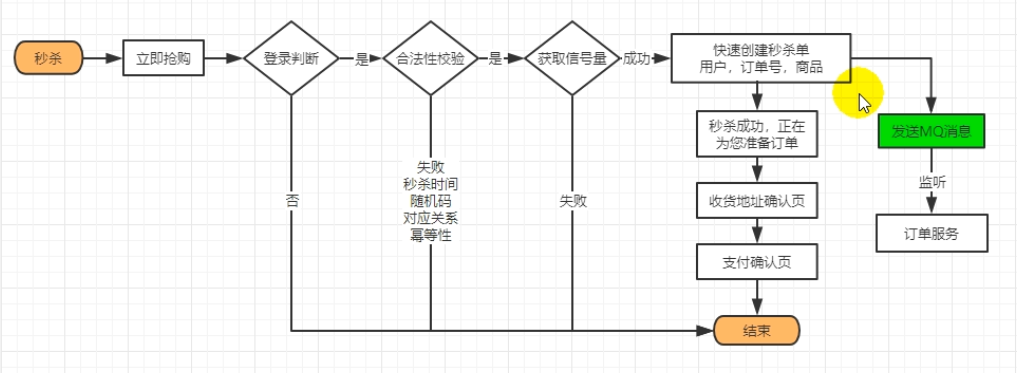 秒杀
立即抢购
登录判断
是
合法性校验
是
获取信号量
成功
快速创建秒杀单
用户，订单号，商品
否
失败
秒杀时间
随机码
对应关系
幂等性
失败
秒杀成功，正在
为您准备订单
收货地址确认页
支付确认页
结束
发送MQ消息
监听
订单服务